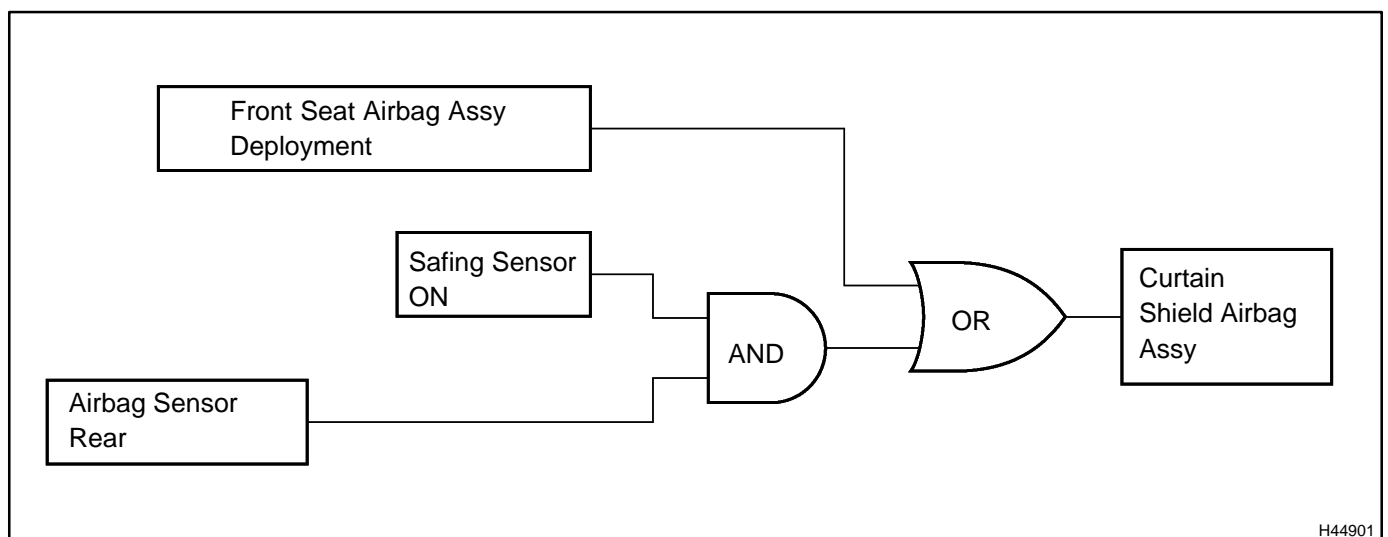 Front Seat Airbag Assy
Deployment
Safing Sensor
ON
Airbag Sensor
Rear
AND
OR
Curtain
Shield Airbag
Assy
H44901